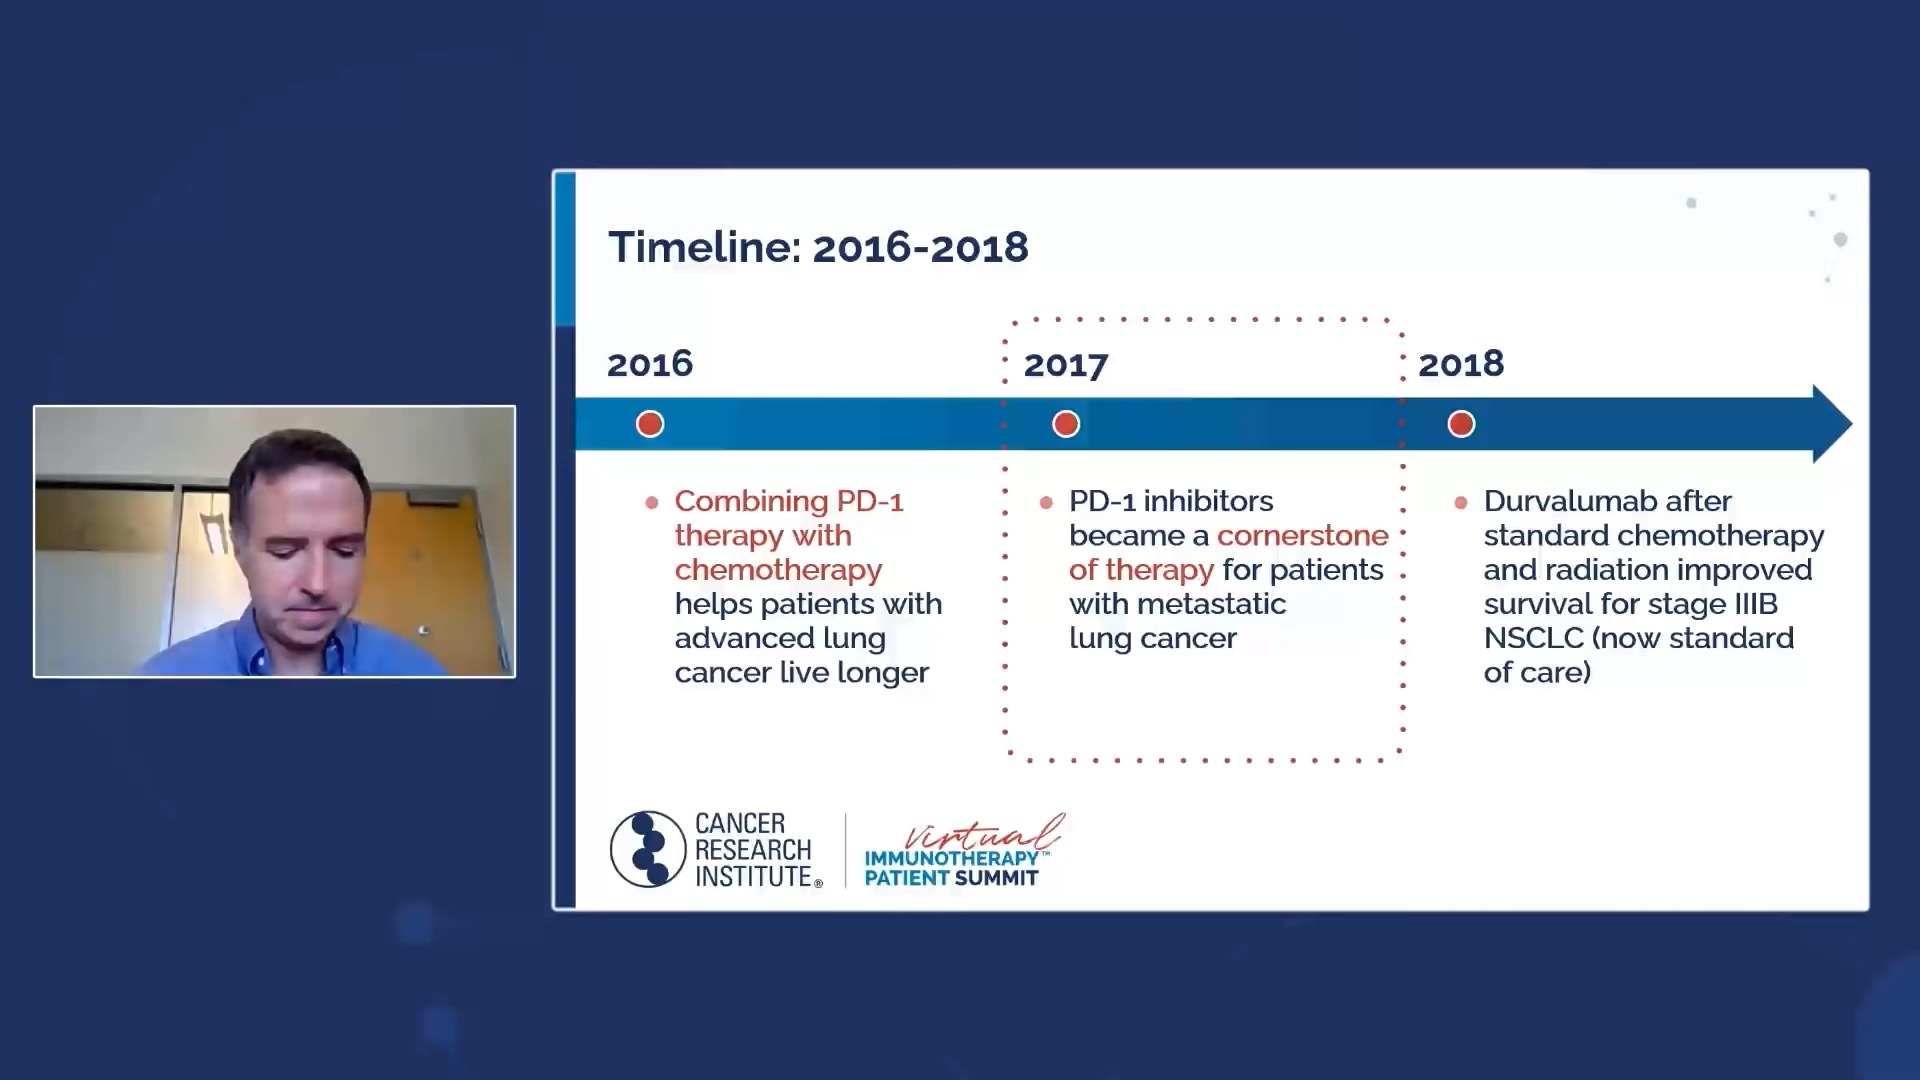 Timeline: 2016-2018
2016
2017
2018
Combining PD-1
therapy with
chemotherapy
helps patients with
advanced lung
cancer live longer
PD-1 inhibitors
became a cornerstone
of therapy for patients
with metastatic
lung cancer
Durvalumab after
standard chemotherapy
and radiation improved
survival for stage IIIB
NSCLC (now standard
of care)
CANCER
RESEARCH
INSTITUTE®
virtual
IMMUNOTHERAPY™
PATIENT SUMMIT